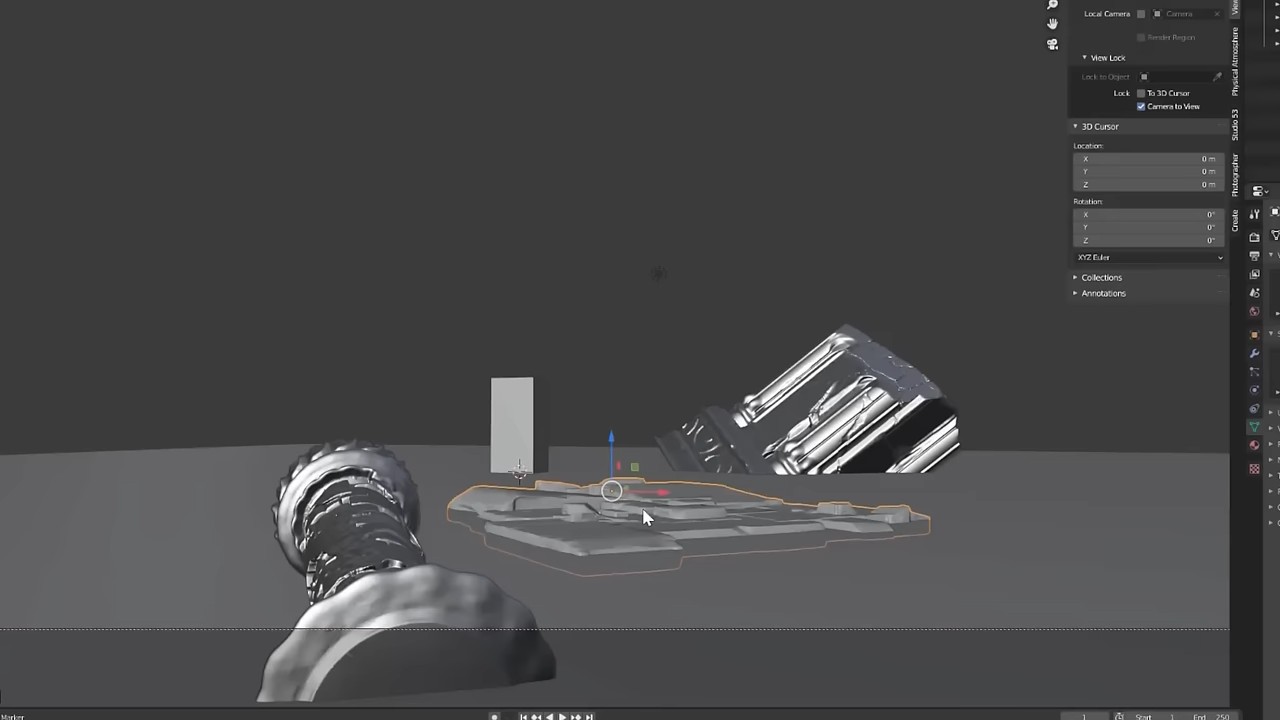 Local Camera
Camera
Render Region
View Lock
Lock to Object
Lock
To 3D Cursor
Camera to View
3D Cursor
Location:
X 0 m
Y 0 m
Z 0 m
Rotation:
X 0°
Y 0°
Z 0°
XYZ Euler
Collections
Annotations
Physical Atmosphere
Studio 53
Photographer
Create
Marker
1
Start 1
End 250